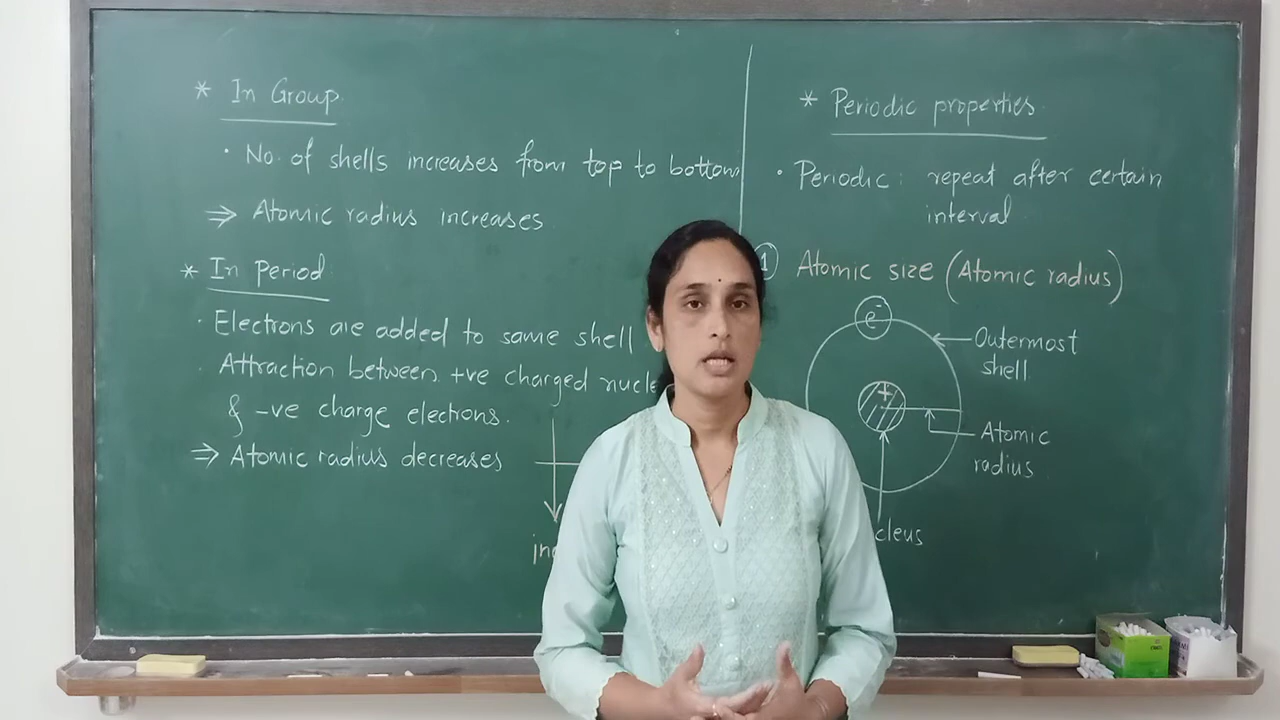 * In Group
· No. of shells increases from top to bottom
⇒ Atomic radius increases
* In Period
· Electrons are added to same shell
· Attraction between +ve charged
& -ve charge electrons.
⇒ Atomic radius decreases
* Periodic properties
· Periodic : repeat after certain
interval
1 Atomic size (Atomic radius)
e-
Outermost
shell
+
Atomic
radius